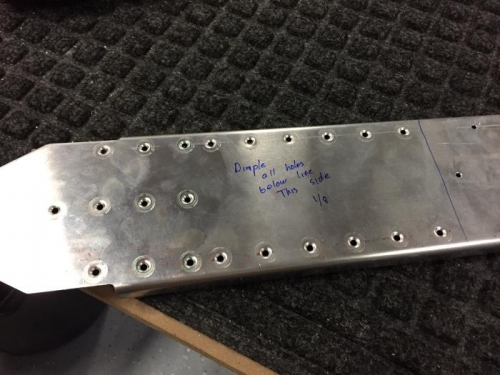 Dimple
all holes
below line
This side
1/8